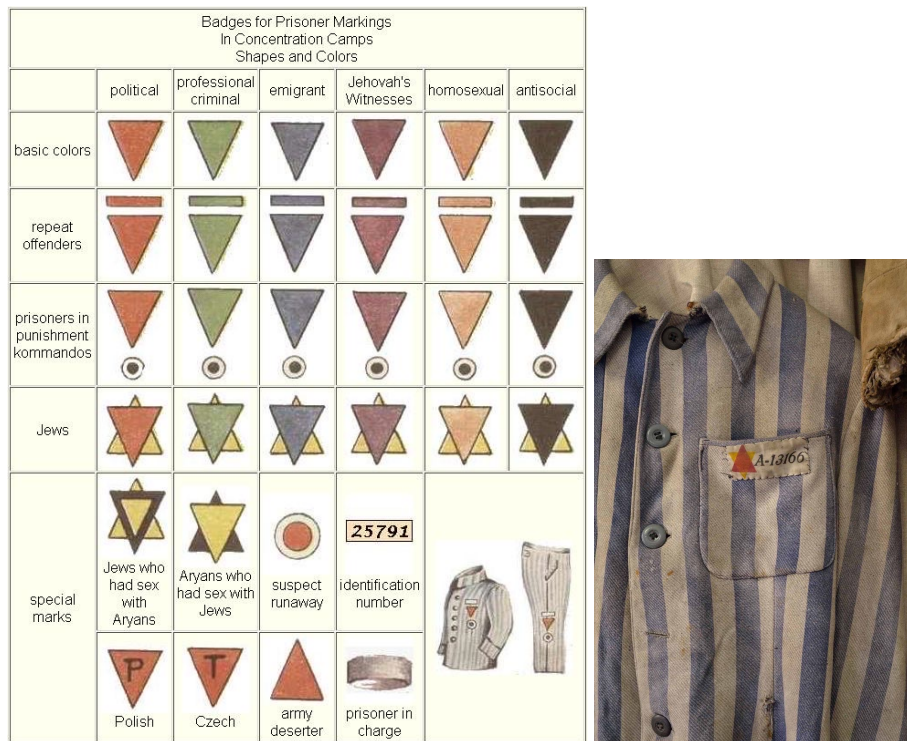 Badges for Prisoner Markings
In Concentration Camps
Shapes and Colors
political
professional
criminal
emigrant
Jehovah's
Witnesses
homosexual
antisocial
basic colors
repeat
offenders
prisoners in
punishment
kommandos
Jews
special
marks
Jews who
had sex
with
Aryans
Aryans who
had sex with
Jews
suspect
runaway
25791
identification
number
P
Polish
T
Czech
army
deserter
prisoner in
charge
A-13166